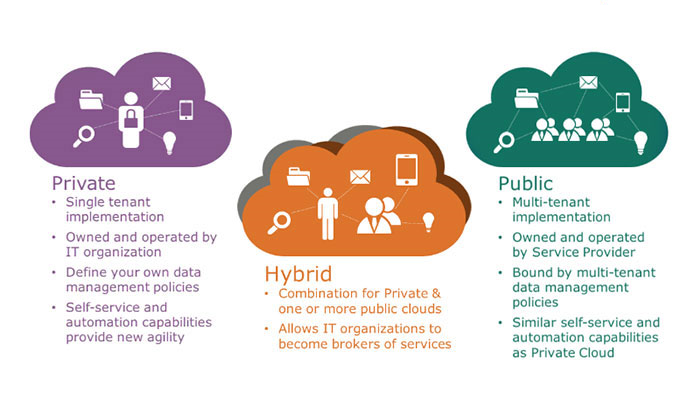 Private
• Single tenant
implementation
• Owned and operated by
IT organization
• Define your own data
management policies
• Self-service and
automation capabilities
provide new agility
Hybrid
• Combination for Private &
one or more public clouds
• Allows IT organizations to
become brokers of services
Public
• Multi-tenant
implementation
• Owned and operated
by Service Provider
• Bound by multi-tenant
data management
policies
• Similar self-service and
automation capabilities
as Private Cloud